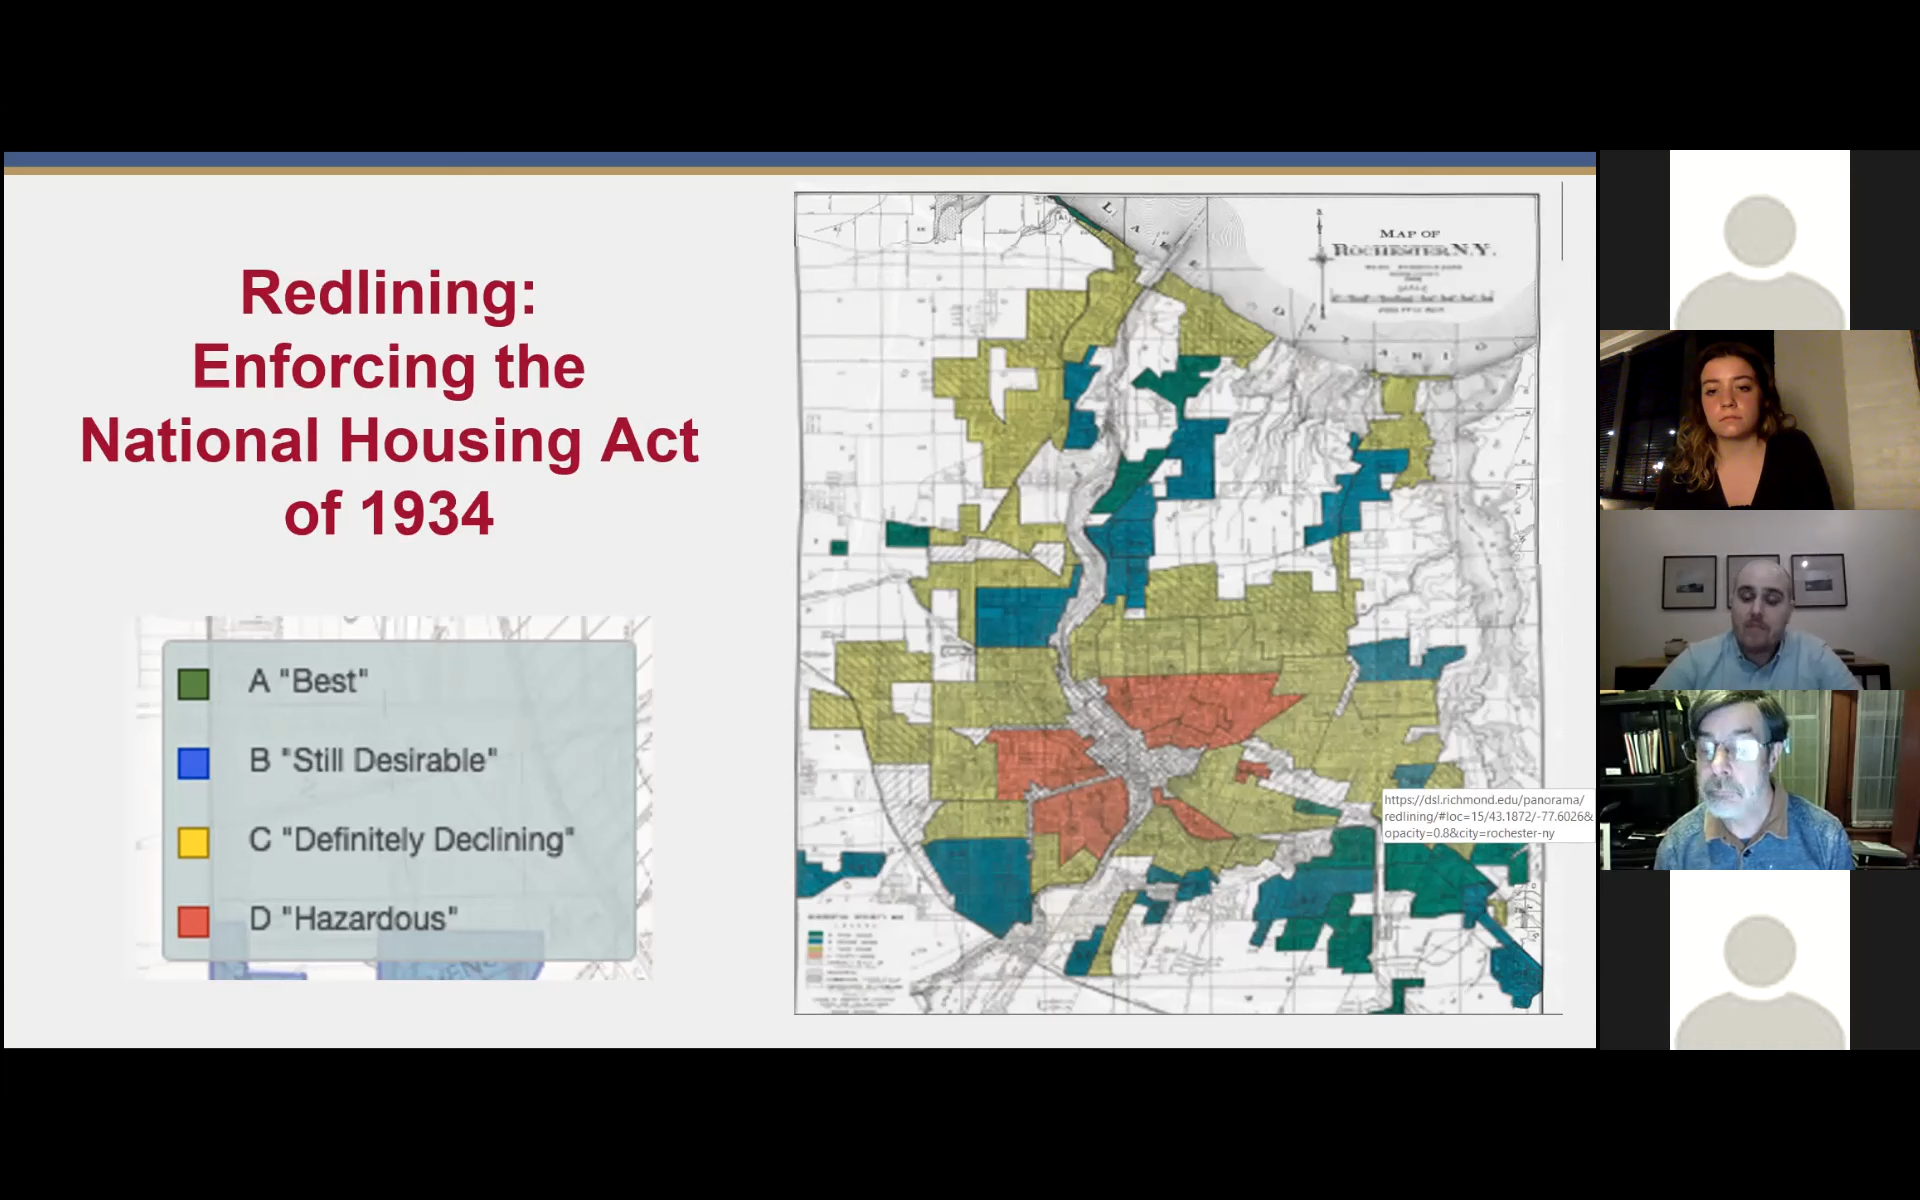 Redlining:
Enforcing the
National Housing Act
of 1934
A "Best"
B "Still Desirable"
C "Definitely Declining"
D "Hazardous"
MAP OF
ROCHESTER, N.Y.
LAKE ONTARIO
https://dsl.richmond.edu/panorama/
redlining/#loc=15/43.1872/-77.6026&
opacity=0.8&city=rochester-ny